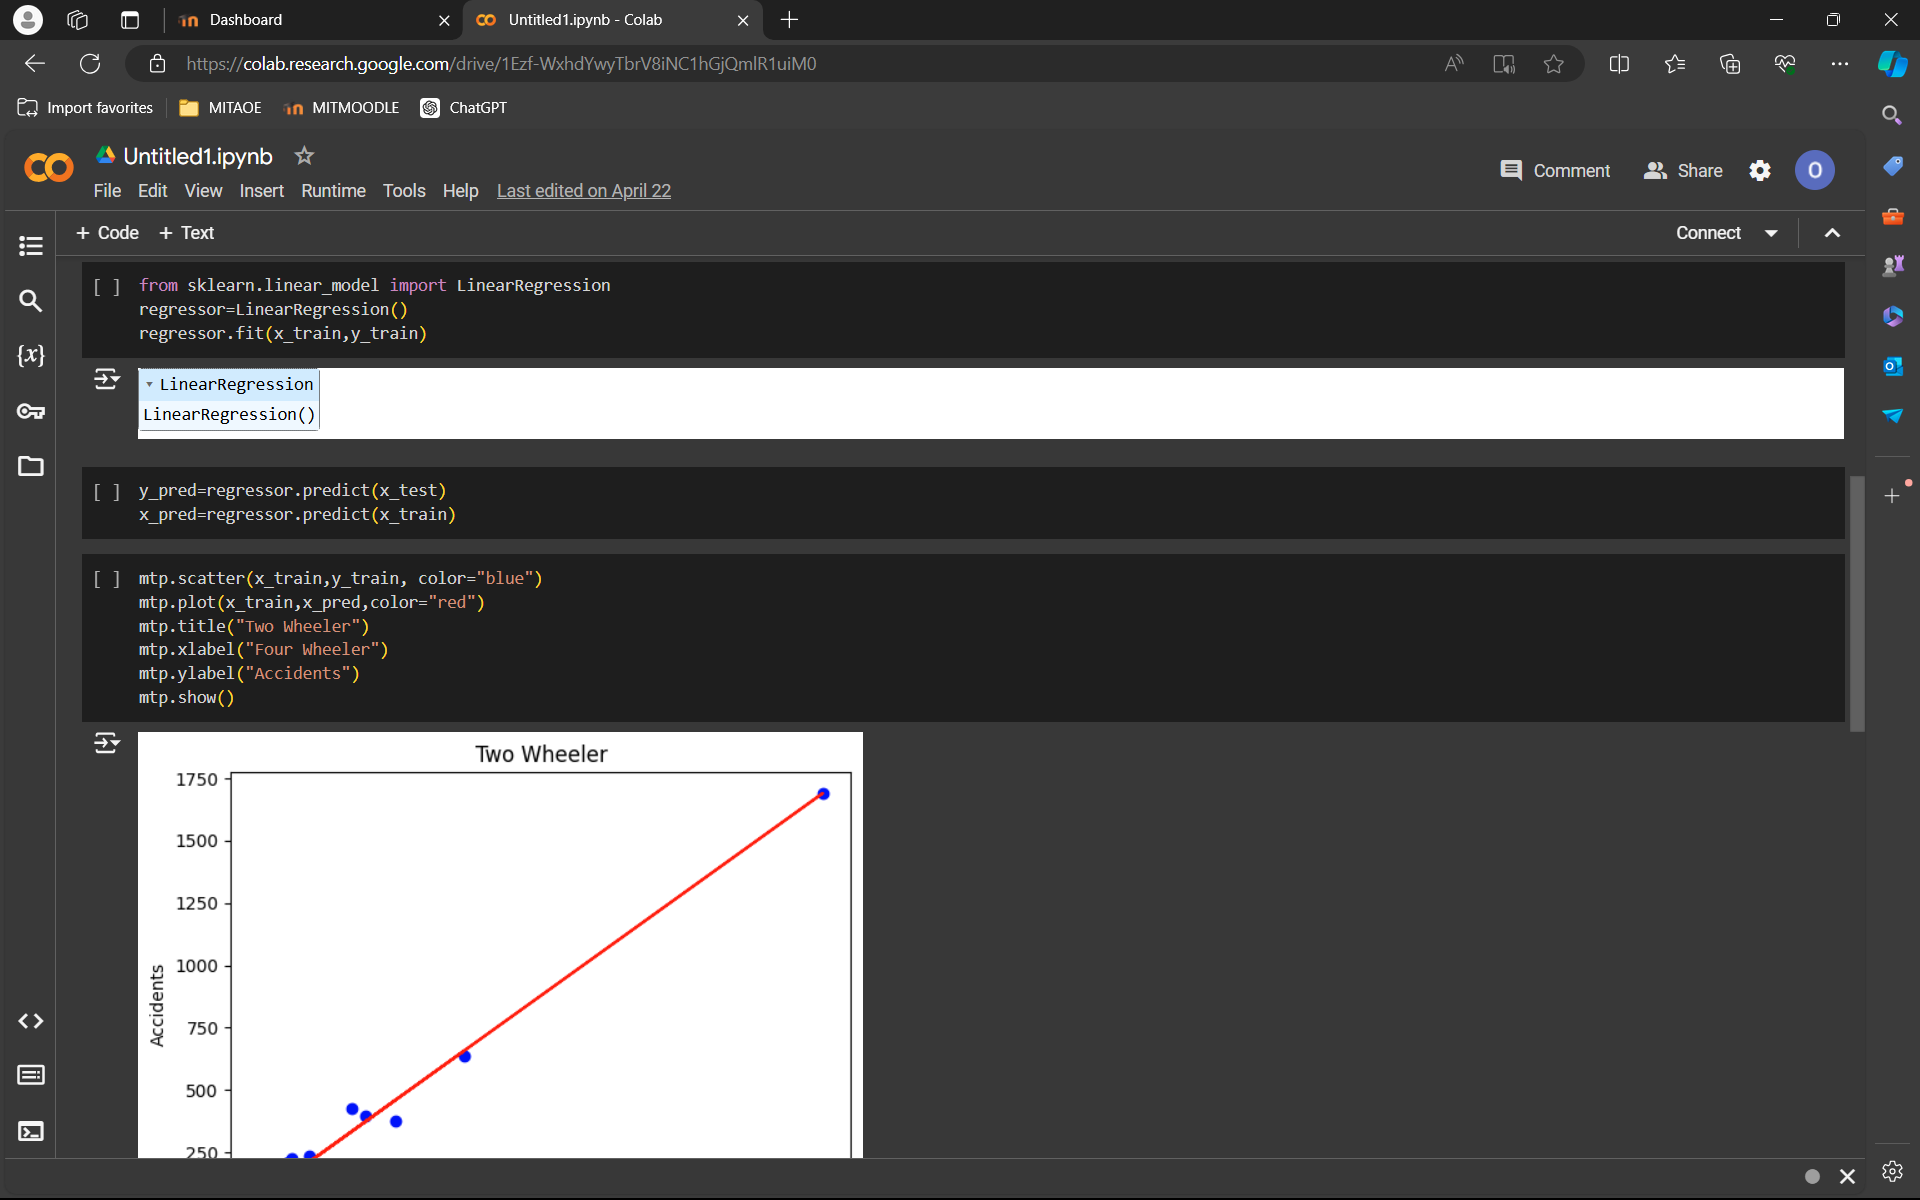 Dashboard
Untitled1.ipynb - Colab
https://colab.research.google.com/drive/1Ezf-WxhdYwyTbrV8iNC1hGjQmlR1uiM0
Import favorites
MITAOE
MITMOODLE
ChatGPT
Untitled1.ipynb
File Edit View Insert Runtime Tools Help Last edited on April 22
Comment
Share
O
+ Code + Text
Connect
[ ] from sklearn.linear_model import LinearRegression
regressor=LinearRegression()
regressor.fit(x_train,y_train)
LinearRegression
LinearRegression()
[ ] y_pred=regressor.predict(x_test)
x_pred=regressor.predict(x_train)
[ ] mtp.scatter(x_train,y_train, color="blue")
mtp.plot(x_train,x_pred,color="red")
mtp.title("Two Wheeler")
mtp.xlabel("Four Wheeler")
mtp.ylabel("Accidents")
mtp.show()
Two Wheeler
1750
1500
1250
1000
Accidents
750
500
250